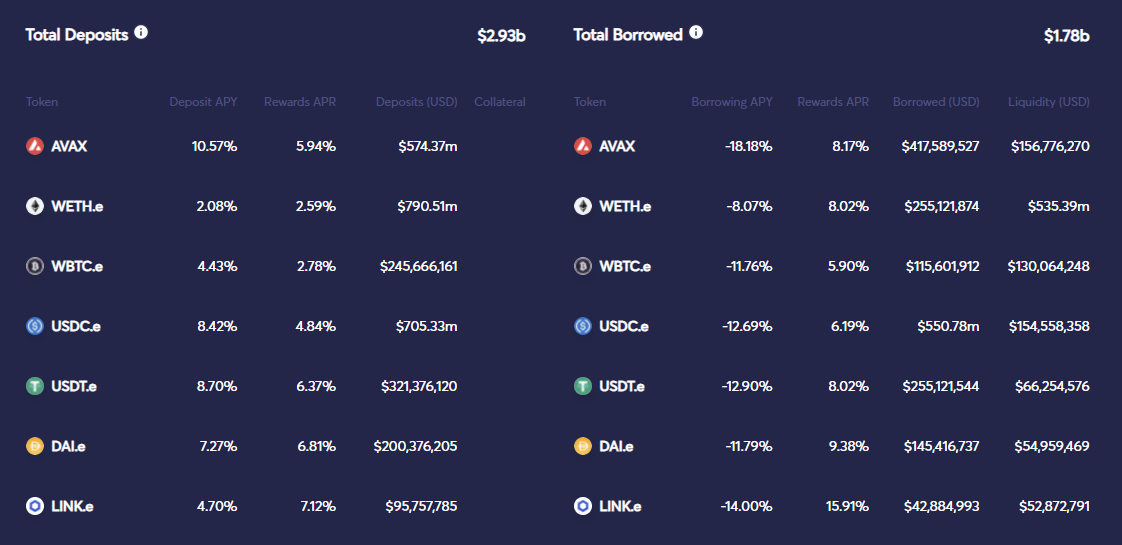 Total Deposits $2.93b Total Borrowed $1.78b
Token Deposit APY Rewards APR Deposits (USD) Collateral Token Borrowing APY Rewards APR Borrowed (USD) Liquidity (USD)
AVAX 10.57% 5.94% $574.37m AVAX -18.18% 8.17% $417,589,527 $156,776,270
WETH.e 2.08% 2.59% $790.51m WETH.e -8.07% 8.02% $255,121,874 $535.39m
WBTC.e 4.43% 2.78% $245,666,161 WBTC.e -11.76% 5.90% $115,601,912 $130,064,248
USDC.e 8.42% 4.84% $705.33m USDC.e -12.69% 6.19% $550.78m $154,558,358
USDT.e 8.70% 6.37% $321,376,120 USDT.e -12.90% 8.02% $255,121,544 $66,254,576
DAI.e 7.27% 6.81% $200,376,205 DAI.e -11.79% 9.38% $145,416,737 $54,959,469
LINK.e 4.70% 7.12% $95,757,785 LINK.e -14.00% 15.91% $42,884,993 $52,872,791